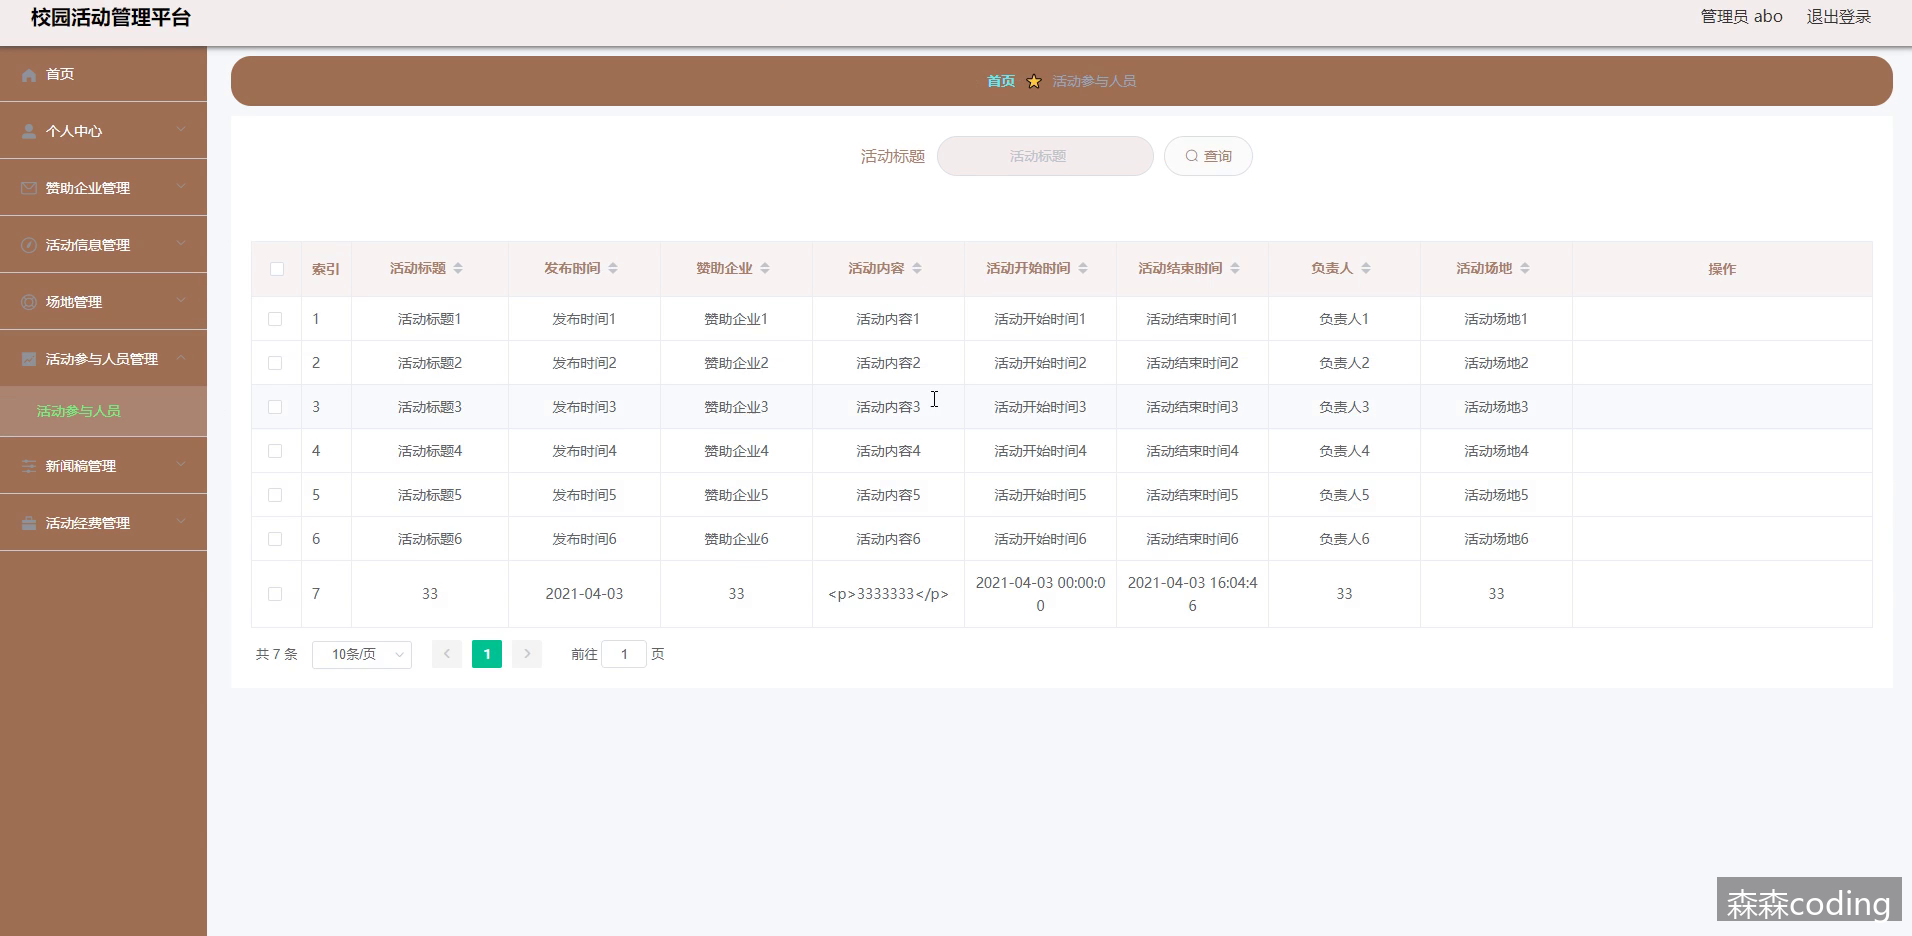 校园活动管理平台
管理员 abo 退出登录
首页
个人中心
赞助企业管理
活动信息管理
场地管理
活动参与人员管理
活动参与人员
新闻稿管理
活动经费管理
首页 活动参与人员
活动标题 活动标题 查询
索引 活动标题 发布时间 赞助企业 活动内容 活动开始时间 活动结束时间 负责人 活动场地 操作
1 活动标题1 发布时间1 赞助企业1 活动内容1 活动开始时间1 活动结束时间1 负责人1 活动场地1
2 活动标题2 发布时间2 赞助企业2 活动内容2 活动开始时间2 活动结束时间2 负责人2 活动场地2
3 活动标题3 发布时间3 赞助企业3 活动内容3 活动开始时间3 活动结束时间3 负责人3 活动场地3
4 活动标题4 发布时间4 赞助企业4 活动内容4 活动开始时间4 活动结束时间4 负责人4 活动场地4
5 活动标题5 发布时间5 赞助企业5 活动内容5 活动开始时间5 活动结束时间5 负责人5 活动场地5
6 活动标题6 发布时间6 赞助企业6 活动内容6 活动开始时间6 活动结束时间6 负责人6 活动场地6
7 33 2021-04-03 33 <p>3333333</p> 2021-04-03 00:00:0 2021-04-03 16:04:4 33 33
0 6
共 7 条 10条/页 1 前往 1 页
森森coding